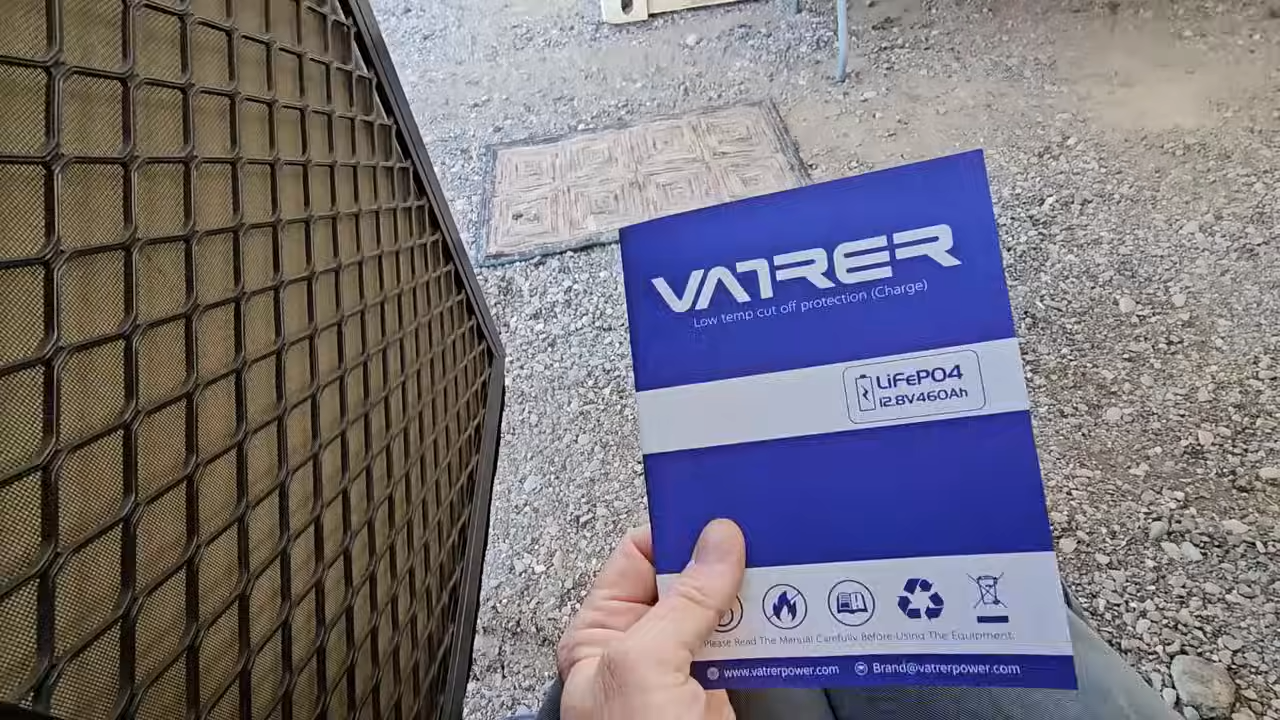 VATRER
Low temp cut off protection (Charge)
LiFePO4
12.8V460Ah
Please Read The Manual Carefully Before Using The Equipment.
www.vatrerpower.com Brand@vatrerpower.com